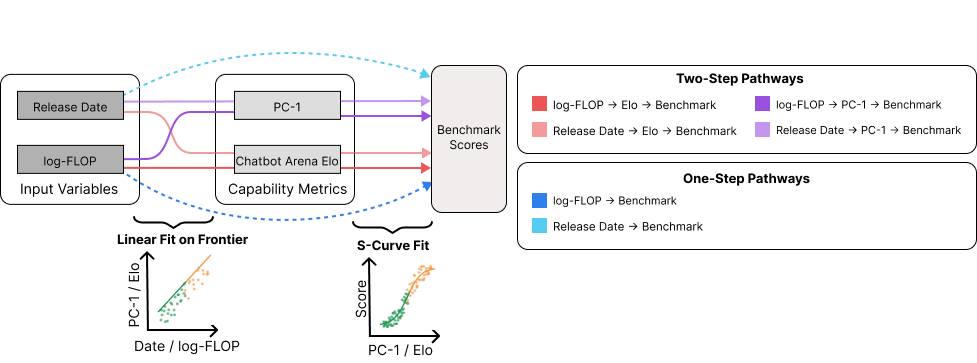 Release Date
log-FLOP
Input Variables
PC-1
Chatbot Arena Elo
Capability Metrics
Benchmark
Scores
Two-Step Pathways
log-FLOP → Elo → Benchmark
Release Date → Elo → Benchmark
log-FLOP → PC-1 → Benchmark
Release Date → PC-1 → Benchmark
One-Step Pathways
log-FLOP → Benchmark
Release Date → Benchmark
Linear Fit on Frontier
PC-1 / Elo
Date / log-FLOP
S-Curve Fit
Score
PC-1 / Elo